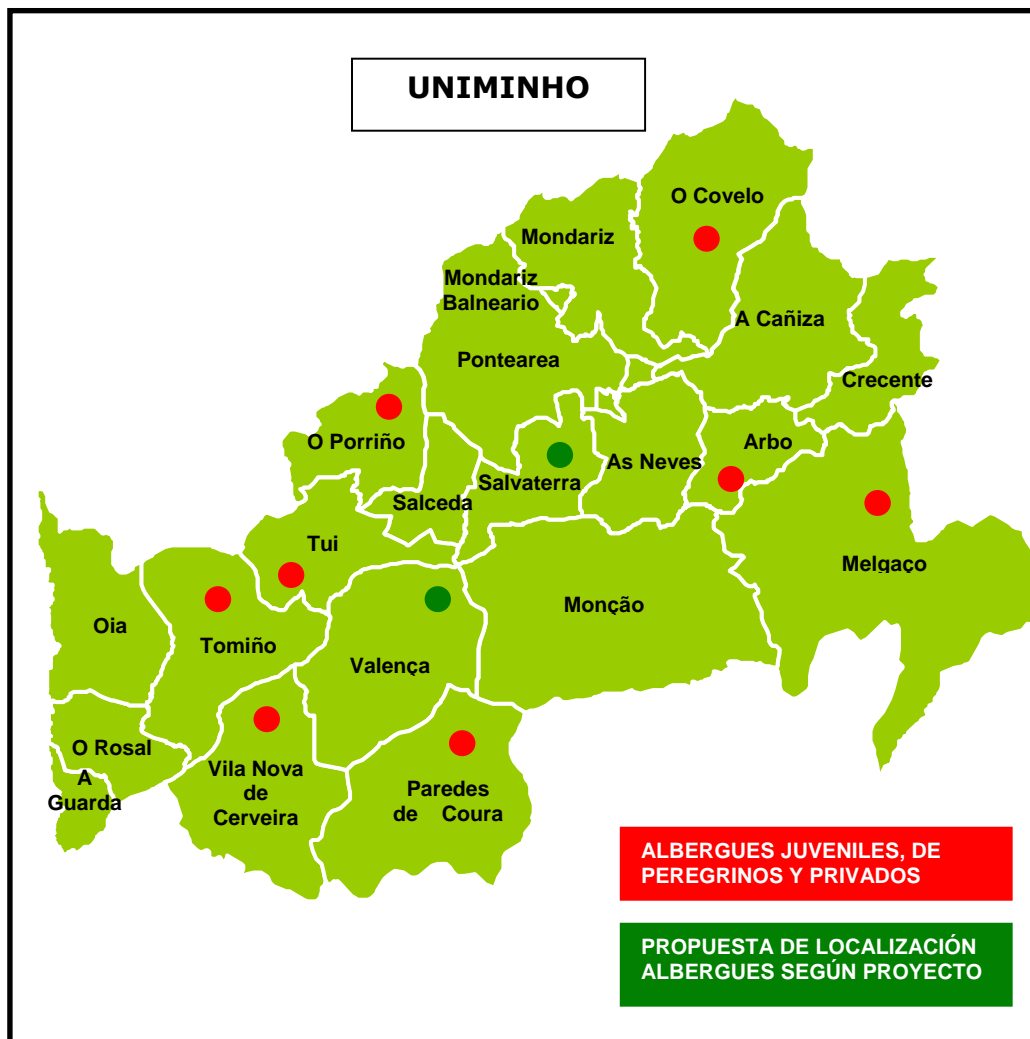 UNIMINHO
O Covelo
Mondariz
Mondariz
Balneario
A Cañiza
Pontearea
Crecente
O Porriño
Arbo
As Neves
Salvaterra
Salceda
Tui
Melgaço
Monção
Oia
Tomiño
Valença
O Rosal
A
Guarda
Vila Nova
de
Cerveira
Paredes
de Coura
ALBERGUES JUVENILES, DE
PEREGRINOS Y PRIVADOS
PROPUESTA DE LOCALIZACIÓN
ALBERGUES SEGÚN PROYECTO